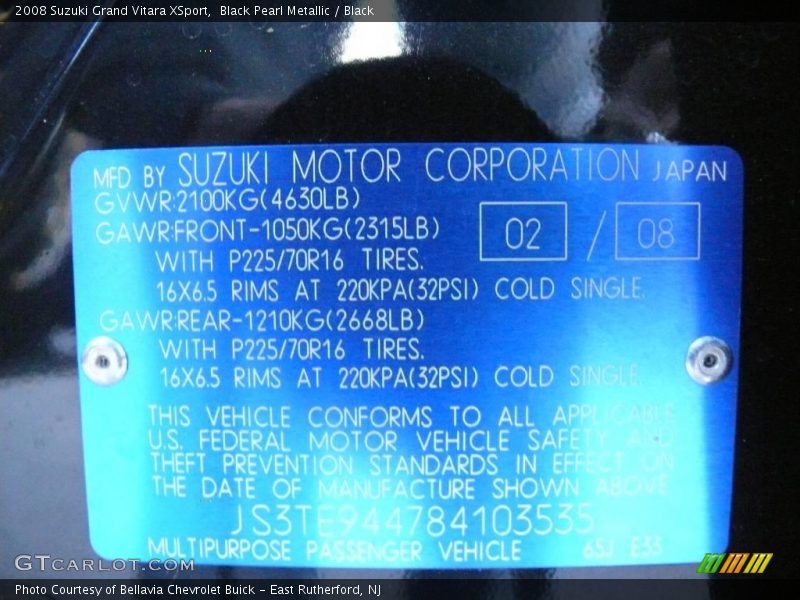 2008 Suzuki Grand Vitara XSport,  Black Pearl Metallic / Black
MFD BY SUZUKI MOTOR CORPORATION JAPAN
GVWR:2100KG(4630LB)
GAWR:FRONT-1050KG(2315LB) 02 / 08
WITH P225/70R16 TIRES.
16X6.5 RIMS AT 220KPA(32PSI) COLD SINGLE.
GAWR:REAR-1210KG(2668LB)
WITH P225/70R16 TIRES.
16X6.5 RIMS AT 220KPA(32PSI) COLD SINGLE.
THIS VEHICLE CONFORMS TO ALL APPLICABLE
U.S. FEDERAL MOTOR VEHICLE SAFETY AND
THEFT PREVENTION STANDARDS IN EFFECT ON
THE DATE OF MANUFACTURE SHOWN ABOVE
JS3TE944784103535
MULTIPURPOSE PASSENGER VEHICLE 65J E33
GTcarlot.com
Photo Courtesy of Bellavia Chevrolet Buick - East Rutherford, NJ